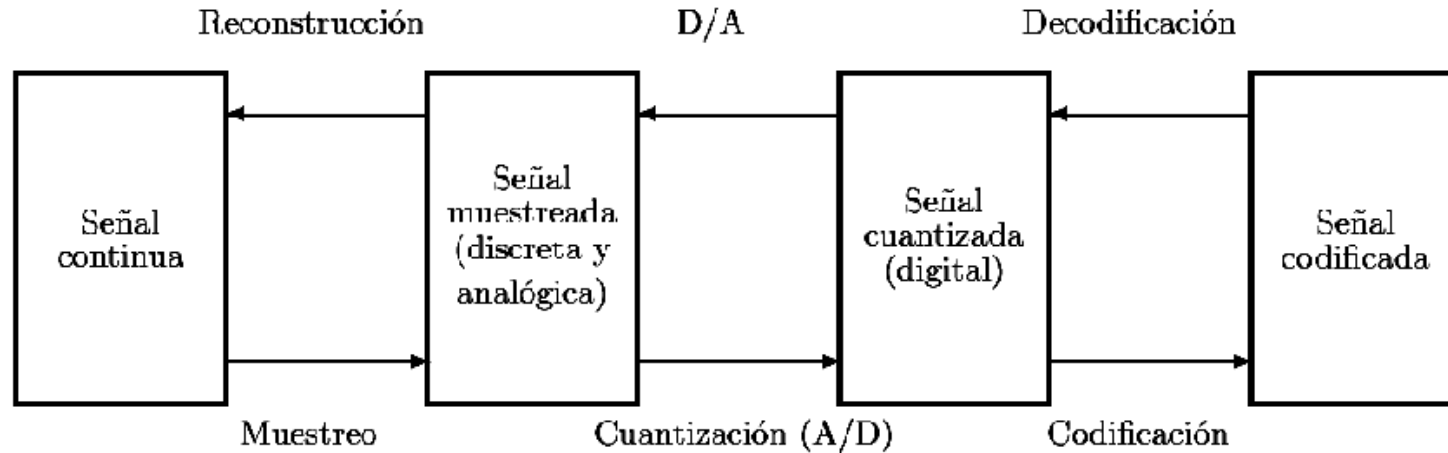 Reconstrucción
D/A
Decodificación
Señal
continua
Señal
muestreada
(discreta y
analógica)
Señal
cuantizada
(digital)
Señal
codificada
Muestreo
Cuantización (A/D)
Codificación